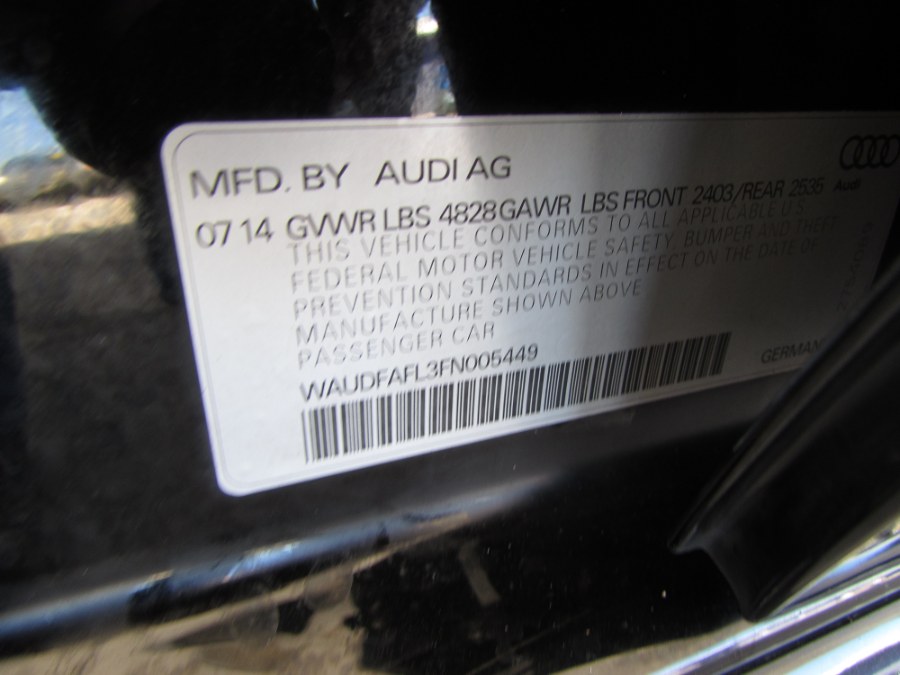 MFD. BY AUDI AG
Audi
07 14 GVWR LBS 4828 GAWR LBS FRONT 2403/REAR 2535
THIS VEHICLE CONFORMS TO ALL APPLICABLE U.S.
FEDERAL MOTOR VEHICLE SAFETY, BUMPER AND THEFT
PREVENTION STANDARDS IN EFFECT ON THE DATE OF
MANUFACTURE SHOWN ABOVE
PASSENGER CAR
WAUDFAFL3FN005449